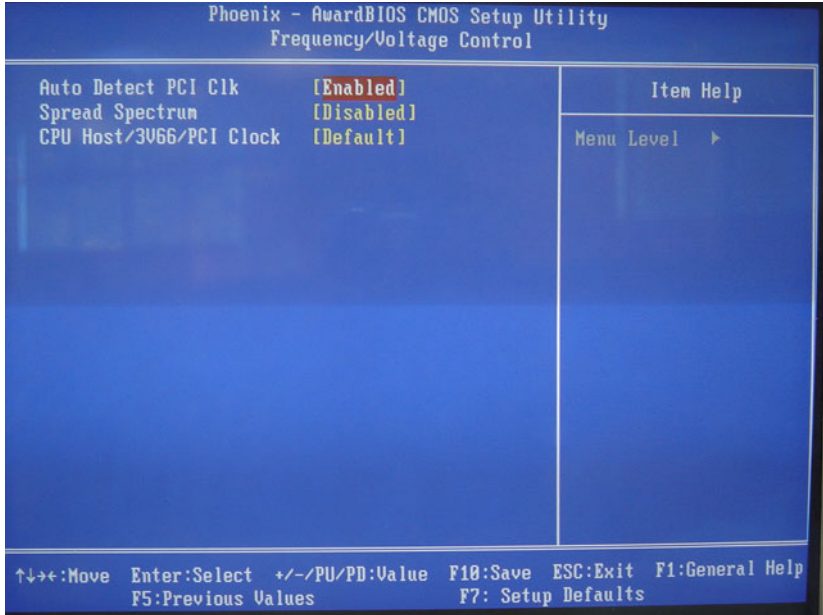 Phoenix - AwardBIOS CMOS Setup Utility
Frequency/Voltage Control
Auto Detect PCI Clk [Enabled]
Spread Spectrum [Disabled]
CPU Host/3V66/PCI Clock [Default]
Item Help
Menu Level ▶
↑↓→←:Move Enter:Select +/-/PU/PD:Value F10:Save ESC:Exit F1:General Help
F5:Previous Values F7: Setup Defaults